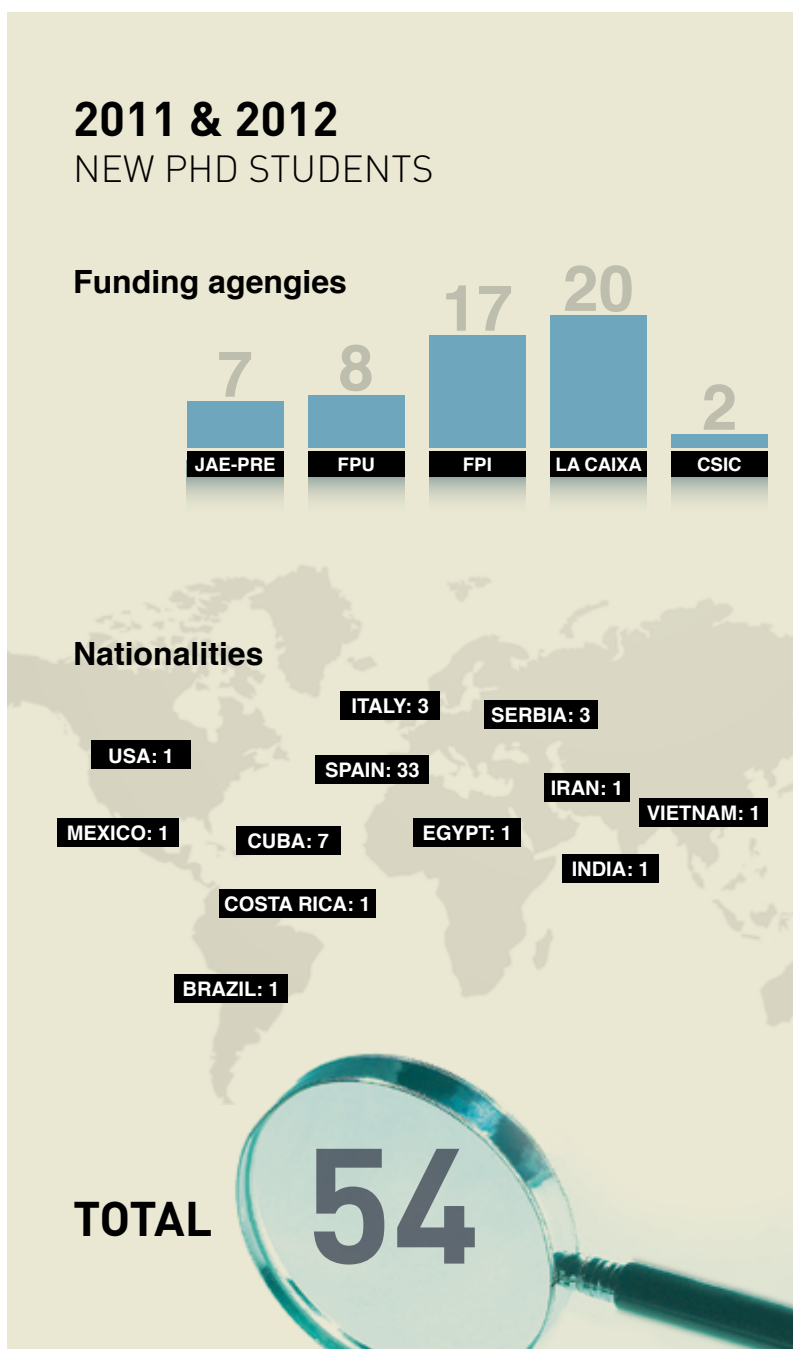 2011 & 2012
NEW PHD STUDENTS
Funding agengies
7
8
17
20
2
JAE-PRE
FPU
FPI
LA CAIXA
CSIC
Nationalities
ITALY: 3
SERBIA: 3
USA: 1
SPAIN: 33
IRAN: 1
VIETNAM: 1
MEXICO: 1
CUBA: 7
EGYPT: 1
INDIA: 1
COSTA RICA: 1
BRAZIL: 1
TOTAL
54